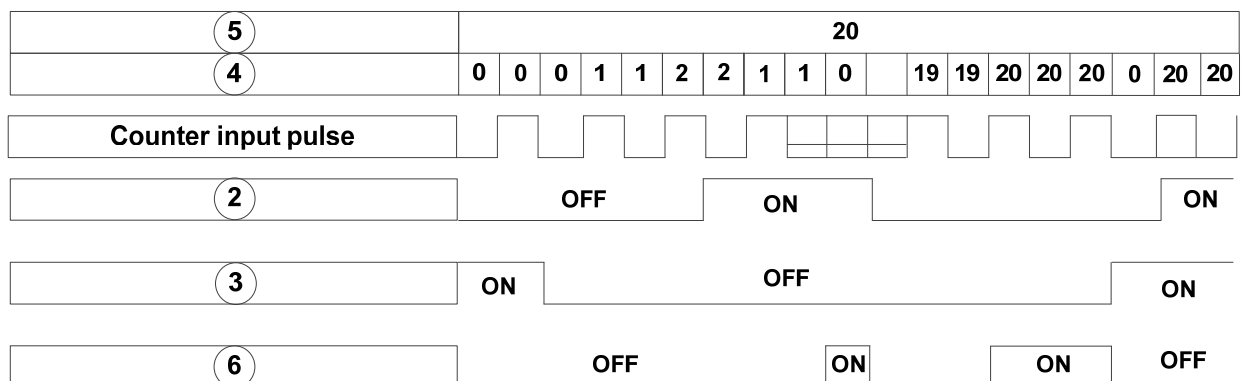 5 20
4 0 0 0 1 1 2 2 1 1 0 19 19 20 20 20 0 20 20
Counter input pulse
2 OFF ON ON
3 ON OFF ON
6 OFF ON ON OFF